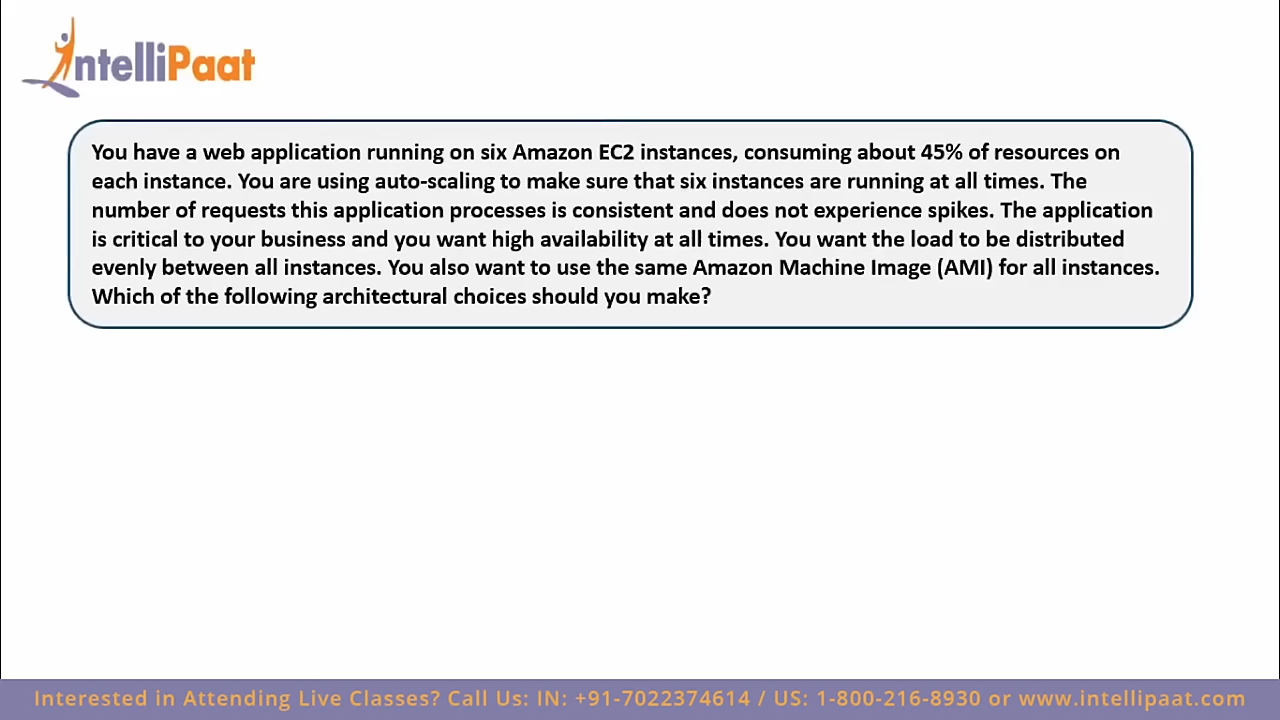 IntelliPaat
You have a web application running on six Amazon EC2 instances, consuming about 45% of resources on
each instance. You are using auto-scaling to make sure that six instances are running at all times. The
number of requests this application processes is consistent and does not experience spikes. The application
is critical to your business and you want high availability at all times. You want the load to be distributed
evenly between all instances. You also want to use the same Amazon Machine Image (AMI) for all instances.
Which of the following architectural choices should you make?
Interested in Attending Live Classes? Call Us: IN: +91-7022374614 / US: 1-800-216-8930 or www.intellipaat.com